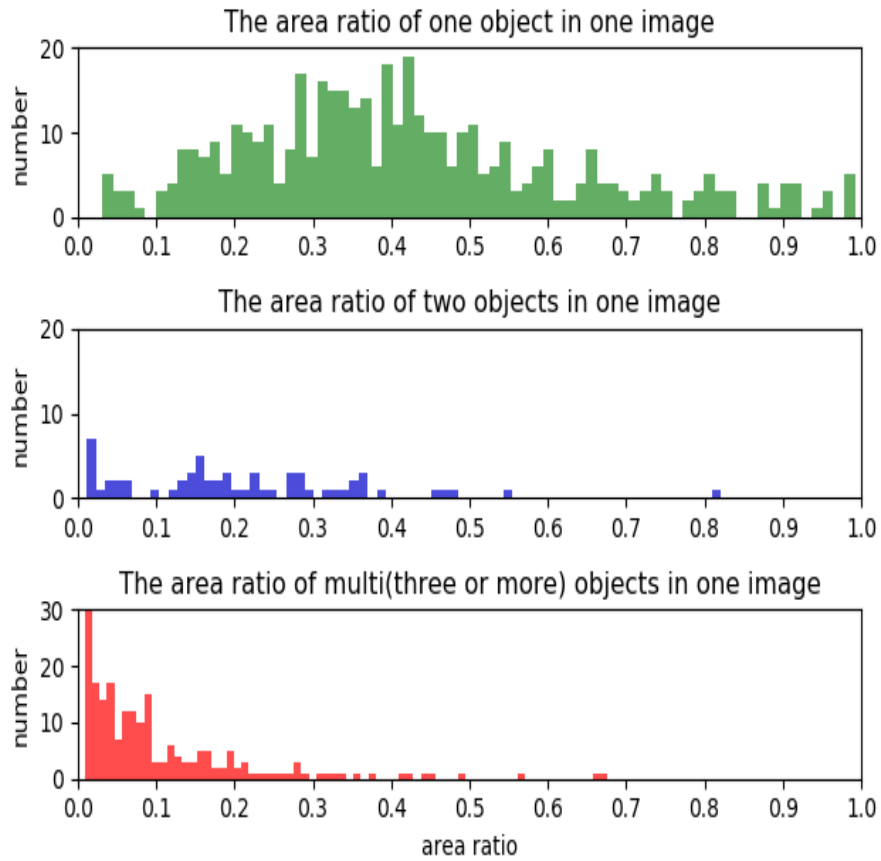 The area ratio of one object in one image
20
number
10
0
0.0 0.1 0.2 0.3 0.4 0.5 0.6 0.7 0.8 0.9 1.0
The area ratio of two objects in one image
20
number
10
0
0.0 0.1 0.2 0.3 0.4 0.5 0.6 0.7 0.8 0.9 1.0
The area ratio of multi(three or more) objects in one image
30
20
number
10
0
0.0 0.1 0.2 0.3 0.4 0.5 0.6 0.7 0.8 0.9 1.0
area ratio